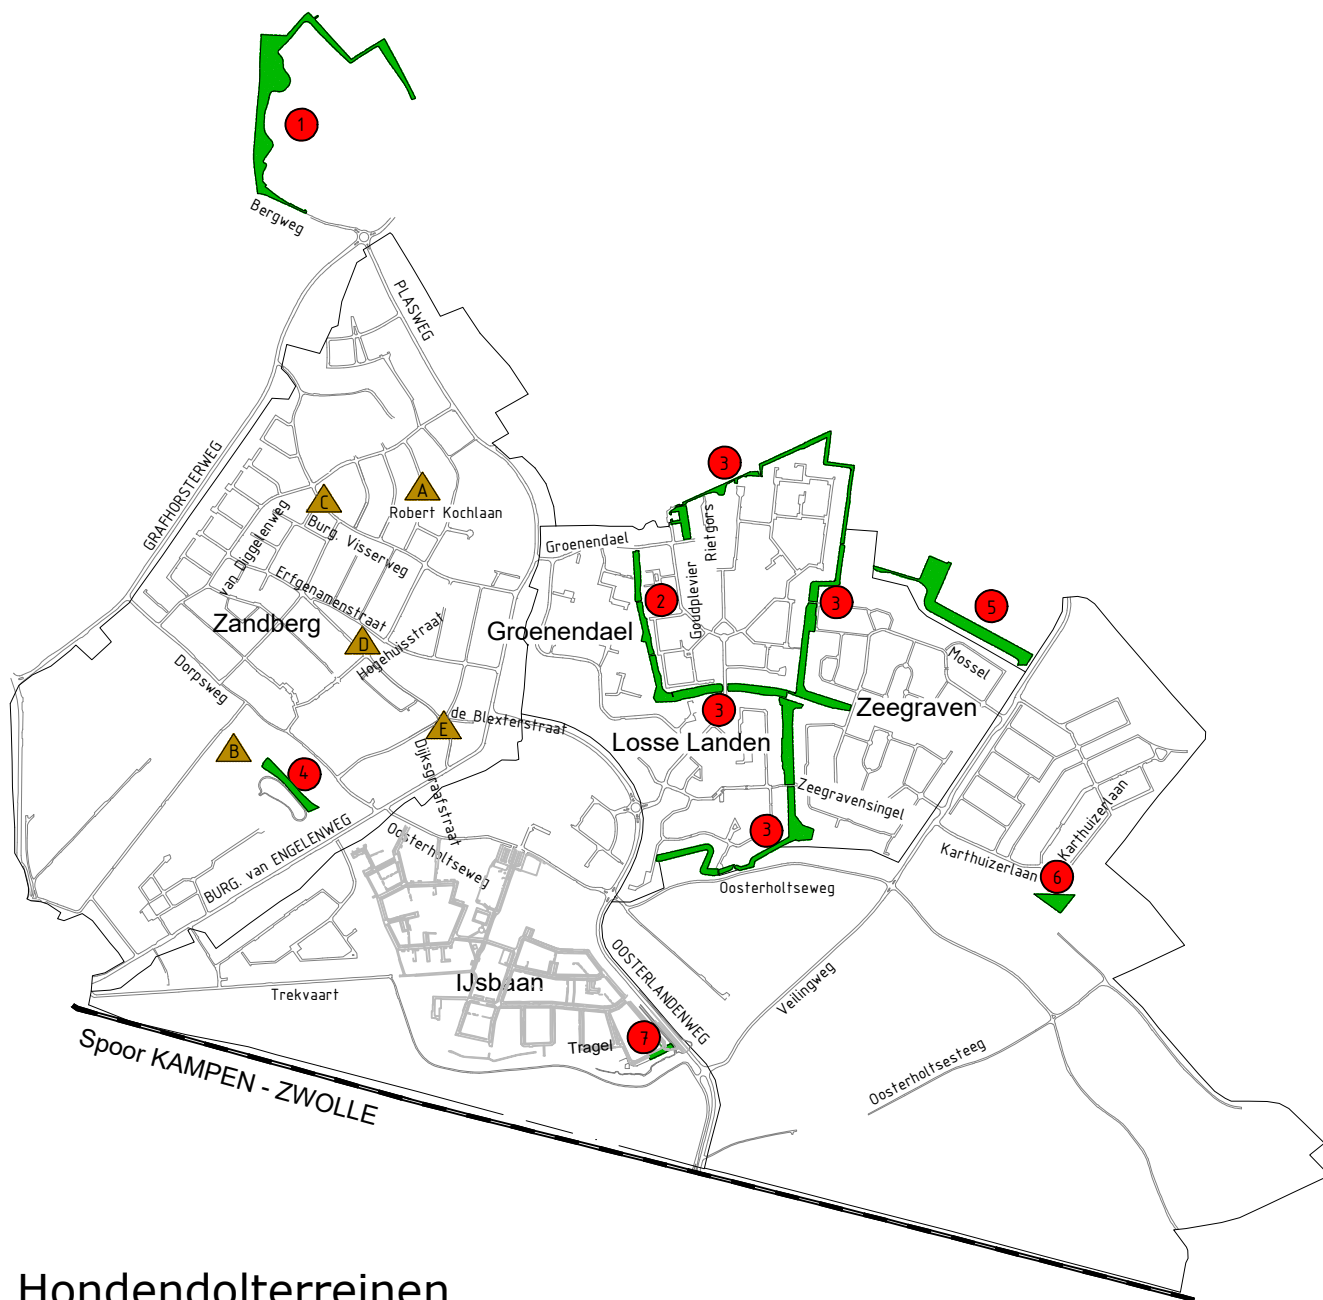 1
Bergweg
PLASWEG
GRAFHORSTERWEG
3
A
C
Robert Kochlaan
Rietgors
Burg. Visserweg
van Diggelenweg
Groenendael
Erfgenamenstraat
2
Goudplevier
3
5
Zandberg
Groenendael
D
Hogehuisstraat
Mossel
Dorpsweg
3
Zeegraven
de Blexterstraat
E
Losse Landen
B
Dijksgraafstraat
4
Zeegravensingel
Karthuizerlaan
3
BURG. van ENGELENWEG
Oosterholtseweg
Karthuizerlaan
6
Oosterholtseweg
OOSTERLANDENWEG
IJsbaan
Veilingweg
Trekvaart
7
Tragel
Oosterholtsesteeg
Spoor KAMPEN - ZWOLLE
Hondendolterreinen